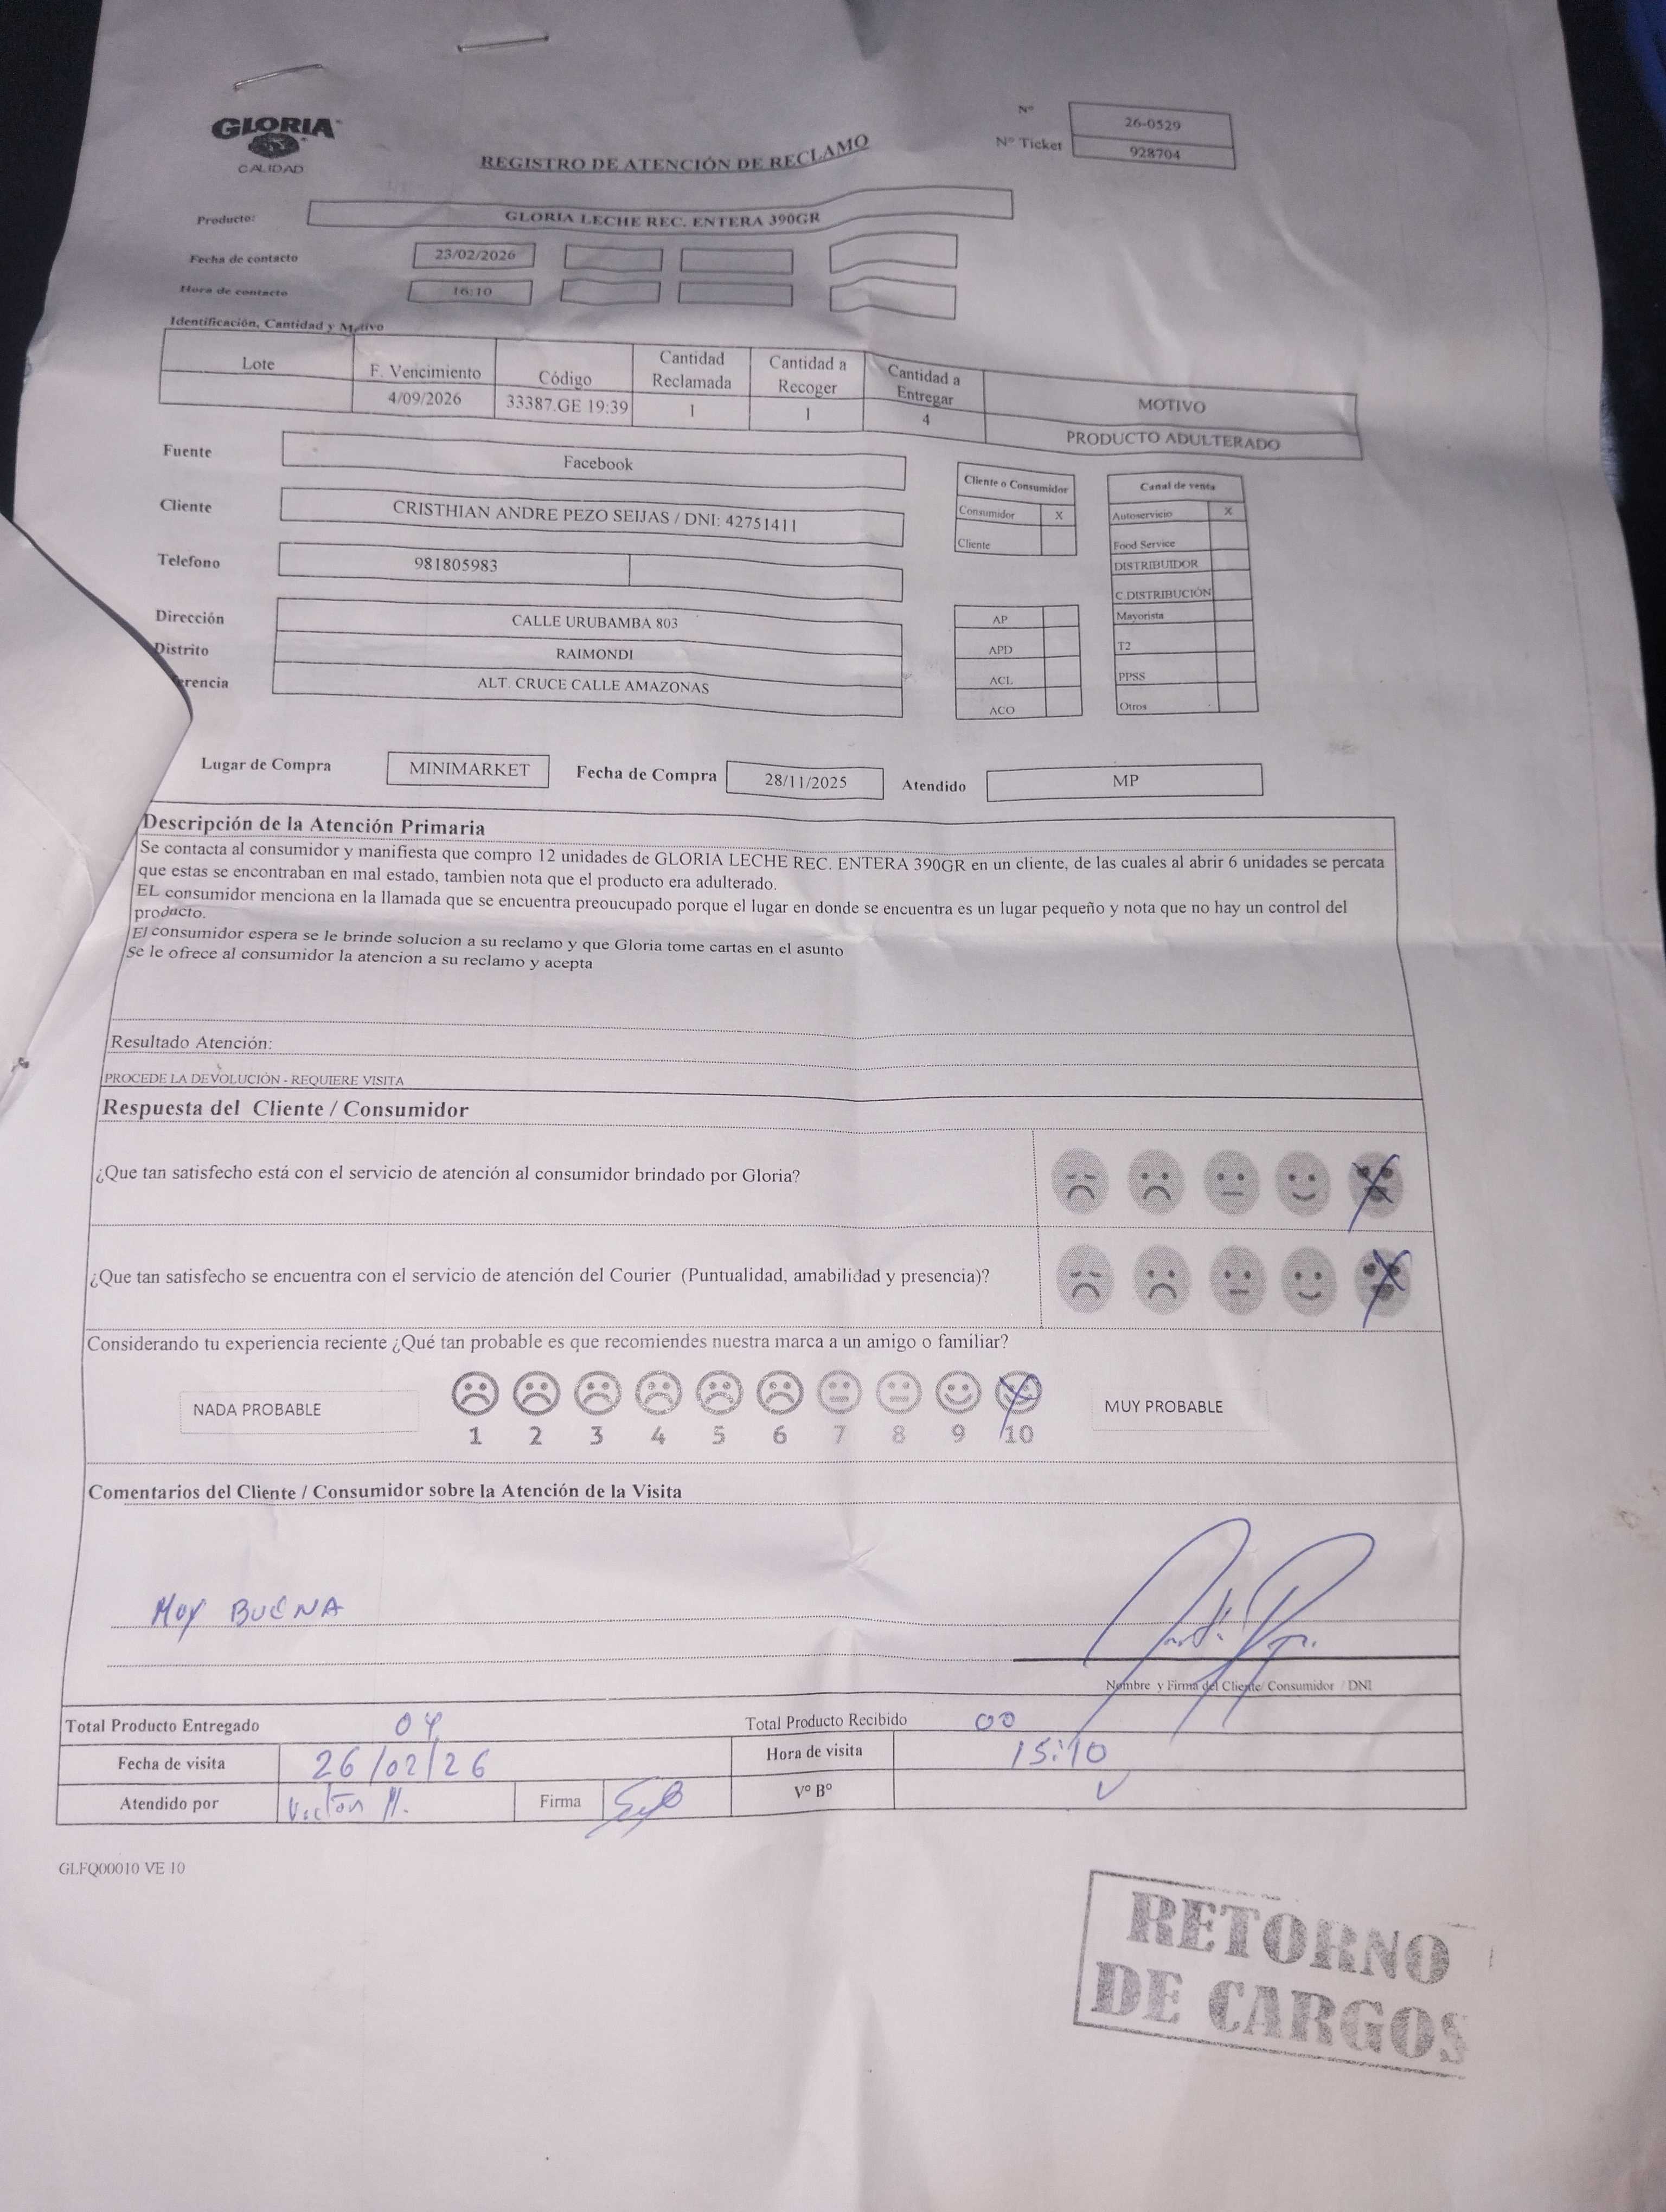 GLORIA
CALIDAD
REGISTRO DE ATENCIÓN DE RECLAMO
Nº 26-0529
Nº Ticket 928704
Producto: GLORIA LECHE REC. ENTERA 390GR
Fecha de contacto 23/02/2026
Hora de contacto 16:10
Identificación, Cantidad y Motivo
Lote F. Vencimiento Código Cantidad Reclamada Cantidad a Recoger Cantidad a Entregar MOTIVO
4/09/2026 33387.GE 19:39 1 1 4 PRODUCTO ADULTERADO
Fuente Facebook
Cliente CRISTHIAN ANDRE PEZO SEIJAS / DNI: 42751411
Telefono 981805983
Dirección CALLE URUBAMBA 803
Distrito RAIMONDI
erencia ALT. CRUCE CALLE AMAZONAS
Cliente o Consumidor
Consumidor X
Cliente
AP
APD
ACL
ACO
Canal de venta
Autoservicio X
Food Service
DISTRIBUIDOR
C.DISTRIBUCIÓN
Mayorista
T2
PPSS
Otros
Lugar de Compra MINIMARKET Fecha de Compra 28/11/2025 Atendido MP
Descripción de la Atención Primaria
Se contacta al consumidor y manifiesta que compro 12 unidades de GLORIA LECHE REC. ENTERA 390GR en un cliente, de las cuales al abrir 6 unidades se percata
que estas se encontraban en mal estado, tambien nota que el producto era adulterado.
EL consumidor menciona en la llamada que se encuentra preoucupado porque el lugar en donde se encuentra es un lugar pequeño y nota que no hay un control del
producto.
El consumidor espera se le brinde solucion a su reclamo y que Gloria tome cartas en el asunto
Se le ofrece al consumidor la atencion a su reclamo y acepta
Resultado Atención:
PROCEDE LA DEVOLUCIÓN - REQUIERE VISITA
Respuesta del Cliente / Consumidor
¿Que tan satisfecho está con el servicio de atención al consumidor brindado por Gloria?
¿Que tan satisfecho se encuentra con el servicio de atención del Courier (Puntualidad, amabilidad y presencia)?
Considerando tu experiencia reciente ¿Qué tan probable es que recomiendes nuestra marca a un amigo o familiar?
NADA PROBABLE
1 2 3 4 5 6 7 8 9 10
MUY PROBABLE
Comentarios del Cliente / Consumidor sobre la Atención de la Visita
MUY BUENA
Nombre y Firma del Cliente/ Consumidor / DNI
Total Producto Entregado 04 Total Producto Recibido 00
Fecha de visita 26/02/26 Hora de visita 15:10
Atendido por Victor M. Firma Vº Bº
GLFQ00010 VE 10
RETORNO
DE CARGOS